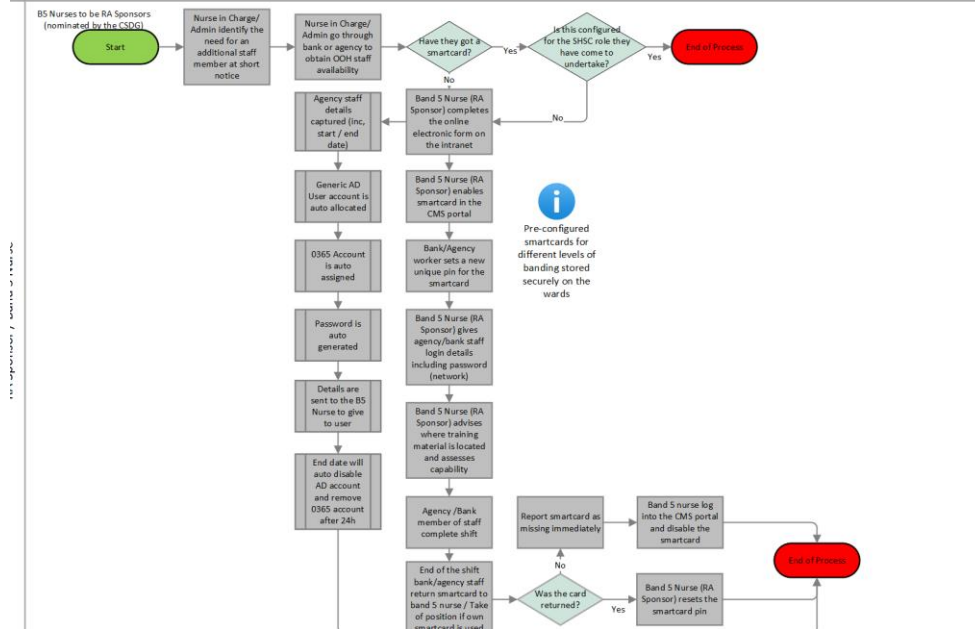 B5 Nurses to be RA Sponsors
(nominated by the CSDG)
Start
Nurse in Charge/
Admin identify the
need for an
additional staff
member at short
notice
Nurse in Charge/
Admin go through
bank or agency to
obtain OOH staff
availability
Have they got a
smartcard?
Yes
Is this configured
for the SHSC role they
have come to
undertake?
Yes
End of Process
No
No
Agency staff
details
captured (inc,
start / end
date)
Band 5 Nurse (RA
Sponsor) completes
the online
electronic form on
the intranet
Generic AD
User account is
auto allocated
Band 5 Nurse (RA
Sponsor) enables
smartcard in the
CMS portal
Pre-configured
smartcards for
different levels of
banding stored
securely on the
wards
0365 Account
is auto
assigned
Bank/Agency
worker sets a new
unique pin for the
smartcard
Password is
auto
generated
Band 5 Nurse (RA
Sponsor) gives
agency/bank staff
login details
including password
(network)
Details are
sent to the B5
Nurse to give
to user
Band 5 Nurse (RA
Sponsor) advises
where training
material is located
and assesses
capability
End date will
auto disable
AD account
and remove
0365 account
after 24h
Agency /Bank
member of staff
complete shift
Report smartcard as
missing immediately
Band 5 nurse log
into the CMS portal
and disable the
smartcard
End of Process
No
End of the shift
bank/agency staff
return smartcard to
band 5 nurse / Take
of position if own
smartcard is used
Was the card
returned?
Yes
Band 5 Nurse (RA
Sponsor) resets the
smartcard pin